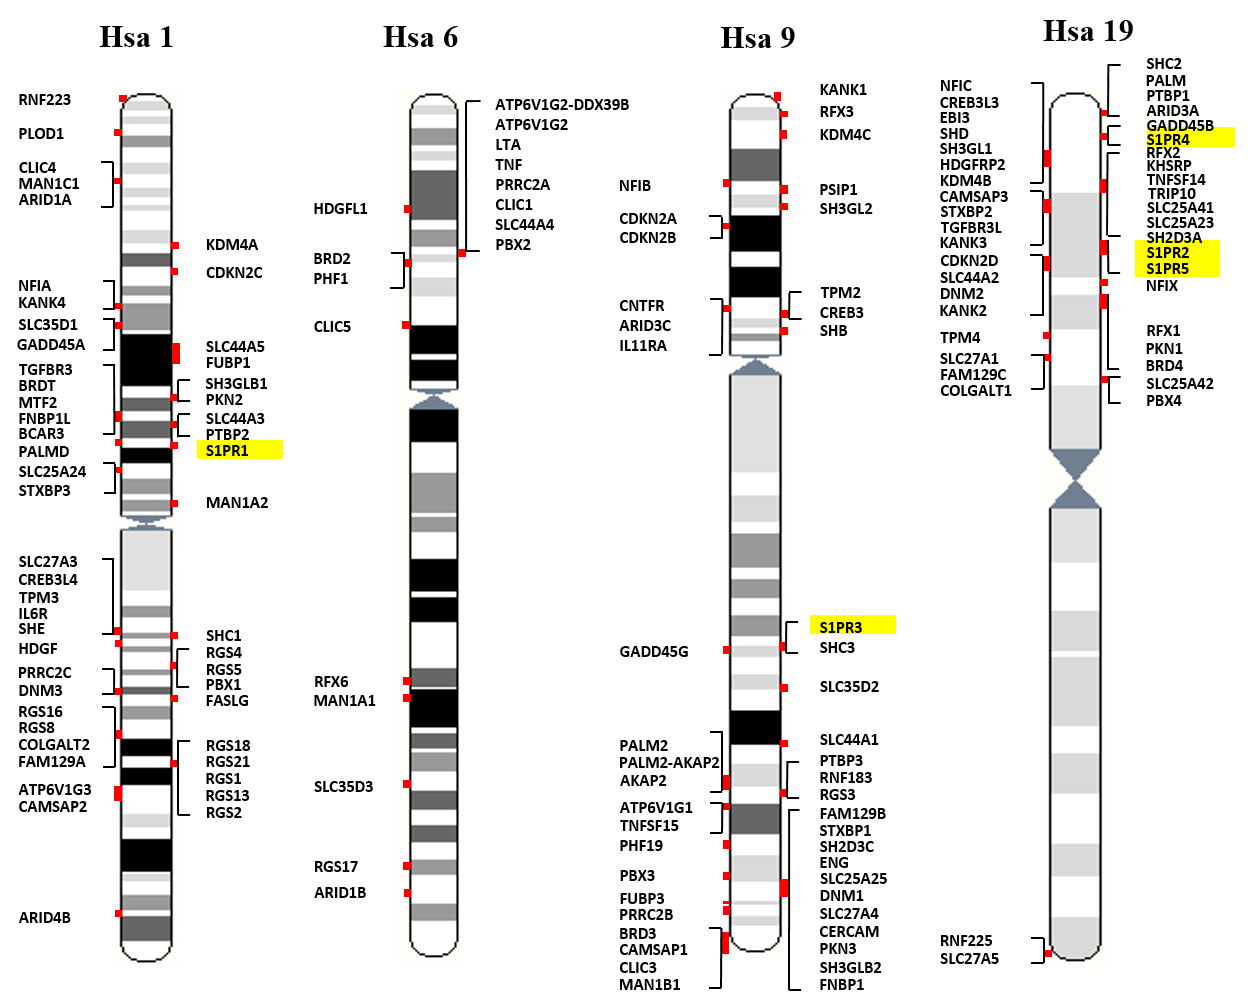 Hsa 1
RNF223
PLOD1
CLIC4
MAN1C1
ARID1A
NFIA
KANK4
SLC35D1
GADD45A
TGFBR3
BRDT
MTF2
FNBP1L
BCAR3
PALMD
SLC25A24
STXBP3
SLC27A3
CREB3L4
TPM3
IL6R
SHE
HDGF
PRRC2C
DNM3
RGS16
RGS8
COLGALT2
FAM129A
ATP6V1G3
CAMSAP2
ARID4B
KDM4A
CDKN2C
SLC44A5
FUBP1
SH3GLB1
PKN2
SLC44A3
PTBP2
S1PR1
MAN1A2
SHC1
RGS4
RGS5
PBX1
FASLG
RGS18
RGS21
RGS1
RGS13
RGS2
Hsa 6
HDGFL1
BRD2
PHF1
CLIC5
RFX6
MAN1A1
SLC35D3
RGS17
ARID1B
ATP6V1G2-DDX39B
ATP6V1G2
LTA
TNF
PRRC2A
CLIC1
SLC44A4
PBX2
Hsa 9
NFIB
CDKN2A
CDKN2B
CNTFR
ARID3C
IL11RA
GADD45G
PALM2
PALM2-AKAP2
AKAP2
ATP6V1G1
TNFSF15
PHF19
PBX3
FUBP3
PRRC2B
BRD3
CAMSAP1
CLIC3
MAN1B1
KANK1
RFX3
KDM4C
PSIP1
SH3GL2
TPM2
CREB3
SHB
S1PR3
SHC3
SLC35D2
SLC44A1
PTBP3
RNF183
RGS3
FAM129B
STXBP1
SH2D3C
ENG
SLC25A25
DNM1
SLC27A4
CERCAM
PKN3
SH3GLB2
FNBP1
Hsa 19
NFIC
CREB3L3
EBI3
SHD
SH3GL1
HDGFRP2
KDM4B
CAMSAP3
STXBP2
TGFBR3L
KANK3
CDKN2D
SLC44A2
DNM2
KANK2
TPM4
SLC27A1
FAM129C
COLGALT1
RNF225
SLC27A5
SHC2
PALM
PTBP1
ARID3A
GADD45B
S1PR4
RFX2
KHSRP
TNFSF14
TRIP10
SLC25A41
SLC25A23
SH2D3A
S1PR2
S1PR5
NFIX
RFX1
PKN1
BRD4
SLC25A42
PBX4